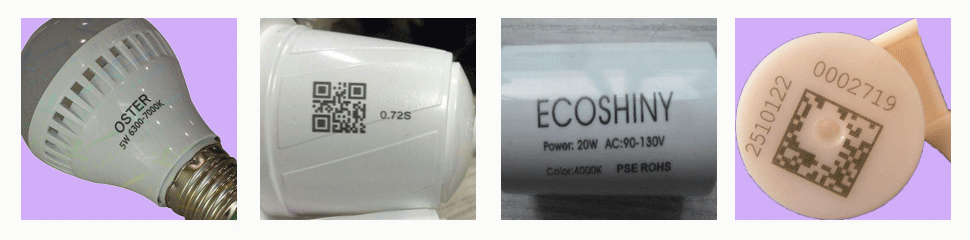 OSTER
5W 6300-7000K
0.72S
ECOSHINY
Power: 20W AC:90-130V
Color:4000K PSE ROHS
0002719
2510122